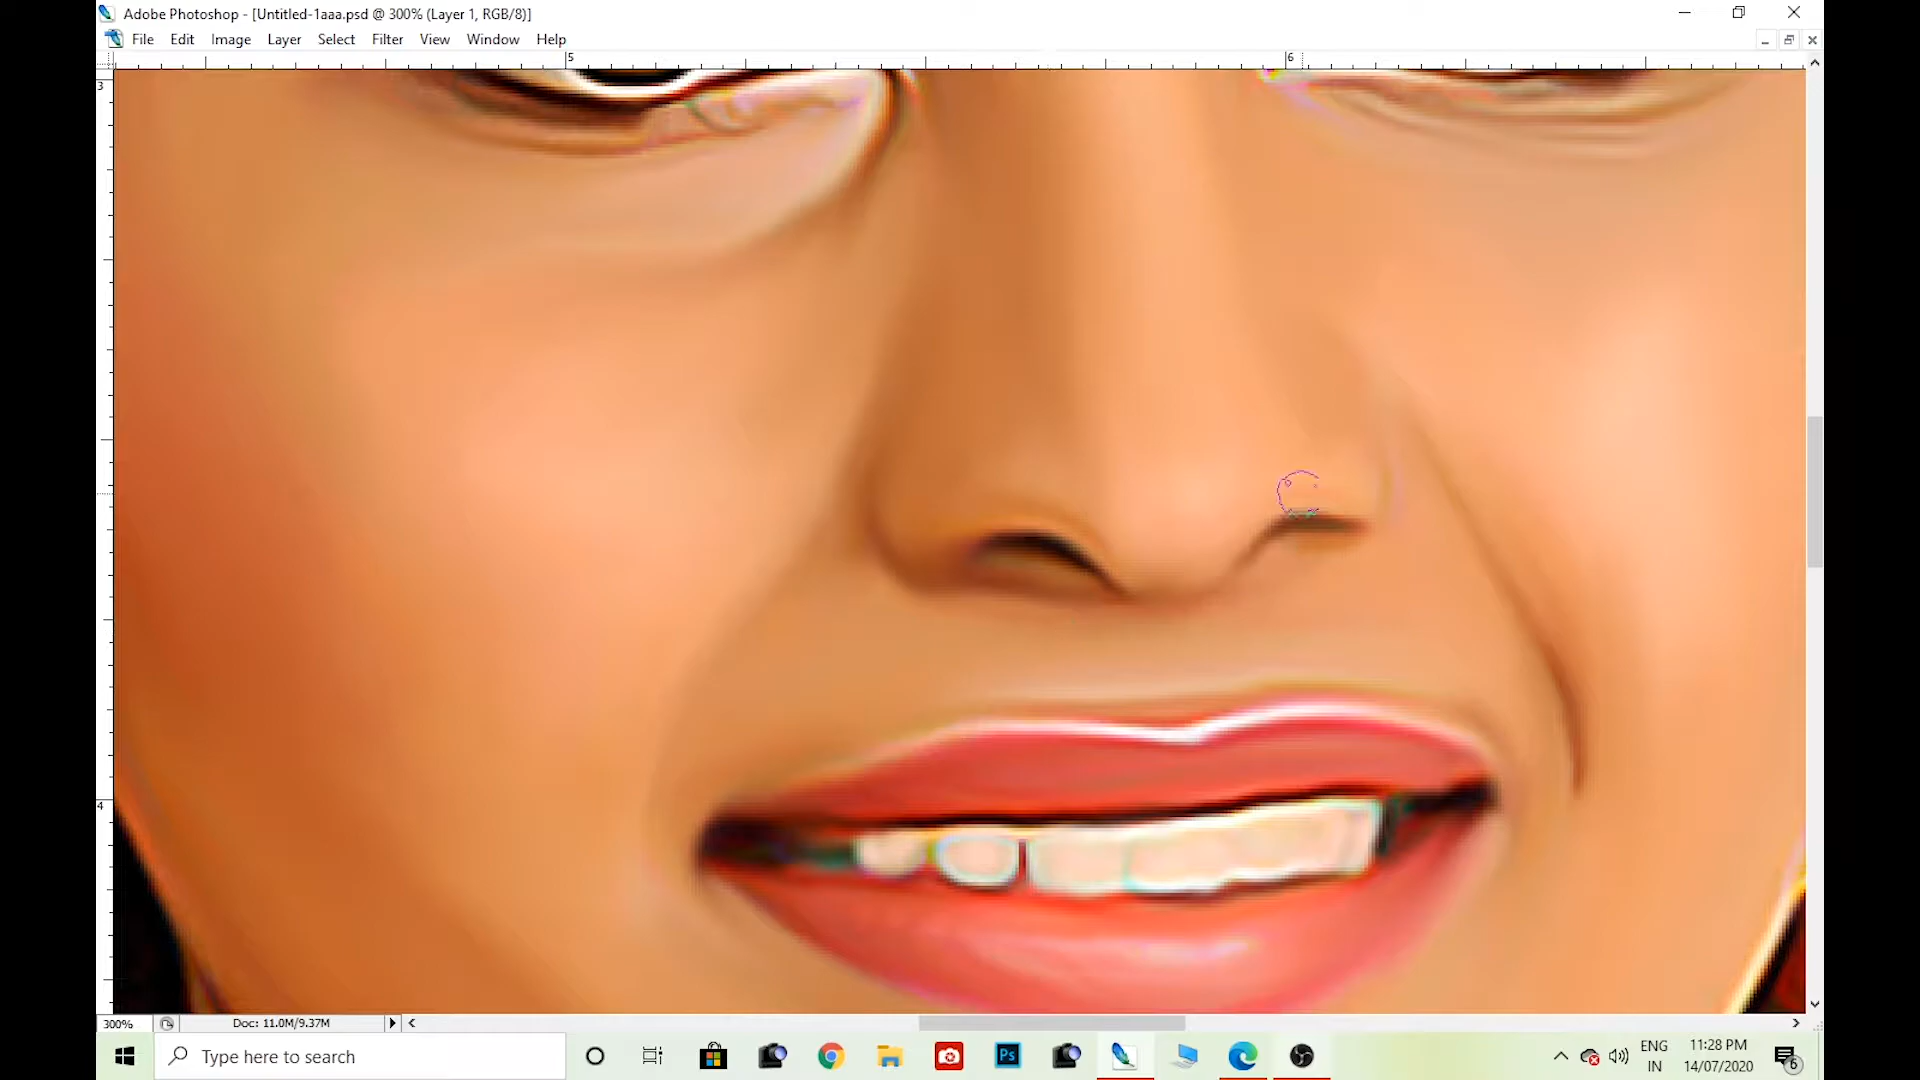 Adobe Photoshop - [Untitled-1aaa.psd @ 300% (Layer 1, RGB/8)]
File Edit Image Layer Select Filter View Window Help
5 6
3
4
300% Doc: 11.0M/9.37M
Type here to search
Ps
ENG 11:28 PM
IN 14/07/2020 6